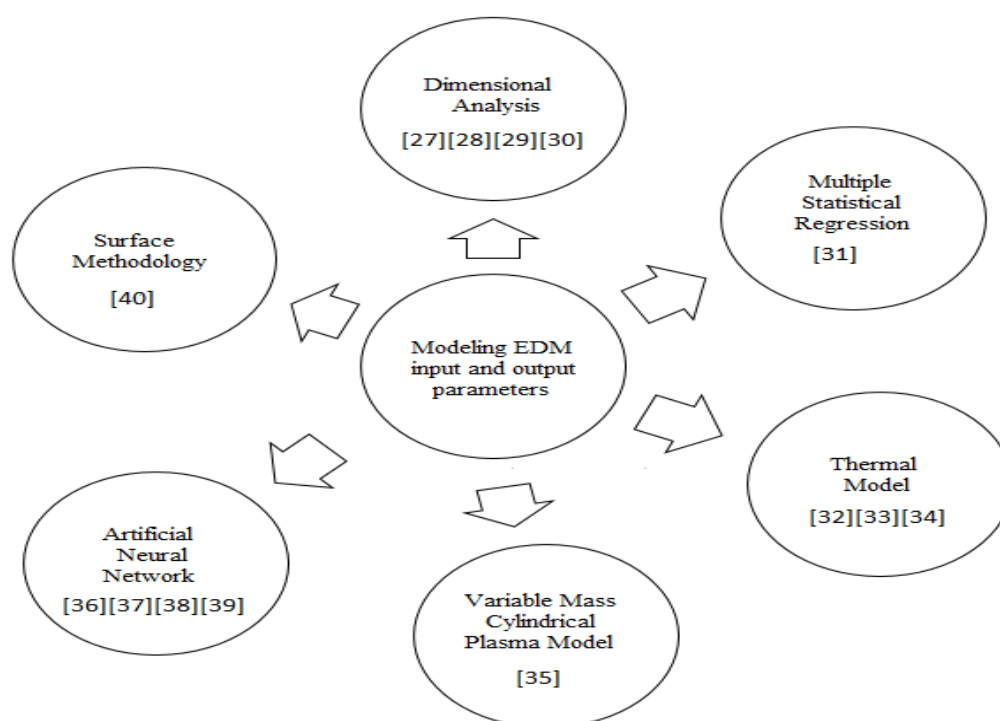 Dimensional
Analysis
[27][28][29][30]
Multiple
Statistical
Regression
[31]
Surface
Methodology
[40]
Modeling EDM
input and output
parameters
Thermal
Model
[32][33][34]
Artificial
Neural
Network
[36][37][38][39]
Variable Mass
Cylindrical
Plasma Model
[35]